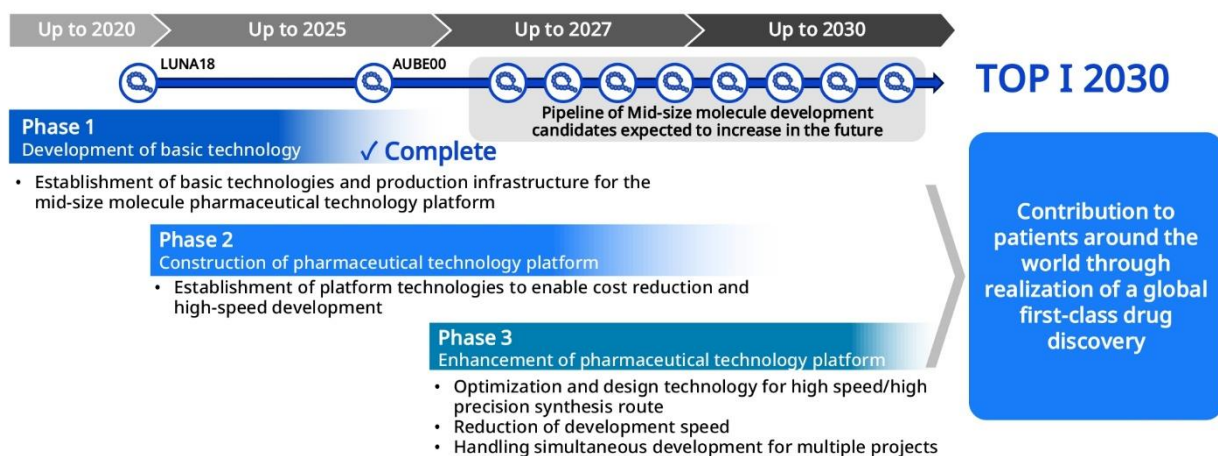 Up to 2020
Up to 2025
Up to 2027
Up to 2030
LUNA18
AUBE00
TOP I 2030
Pipeline of Mid-size molecule development
candidates expected to increase in the future
Phase 1
Development of basic technology
✓ Complete
• Establishment of basic technologies and production infrastructure for the
mid-size molecule pharmaceutical technology platform
Phase 2
Construction of pharmaceutical technology platform
• Establishment of platform technologies to enable cost reduction and
high-speed development
Phase 3
Enhancement of pharmaceutical technology platform
• Optimization and design technology for high speed/high
precision synthesis route
• Reduction of development speed
• Handling simultaneous development for multiple projects
Contribution to
patients around the
world through
realization of a global
first-class drug
discovery